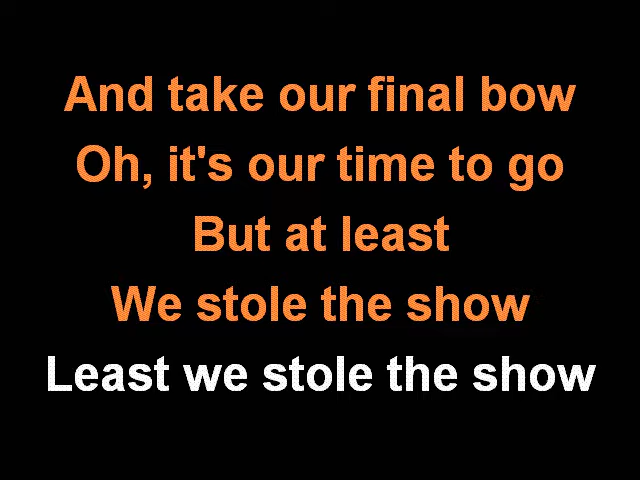 And take our final bow
Oh, it's our time to go
But at least
We stole the show
Least we stole the show